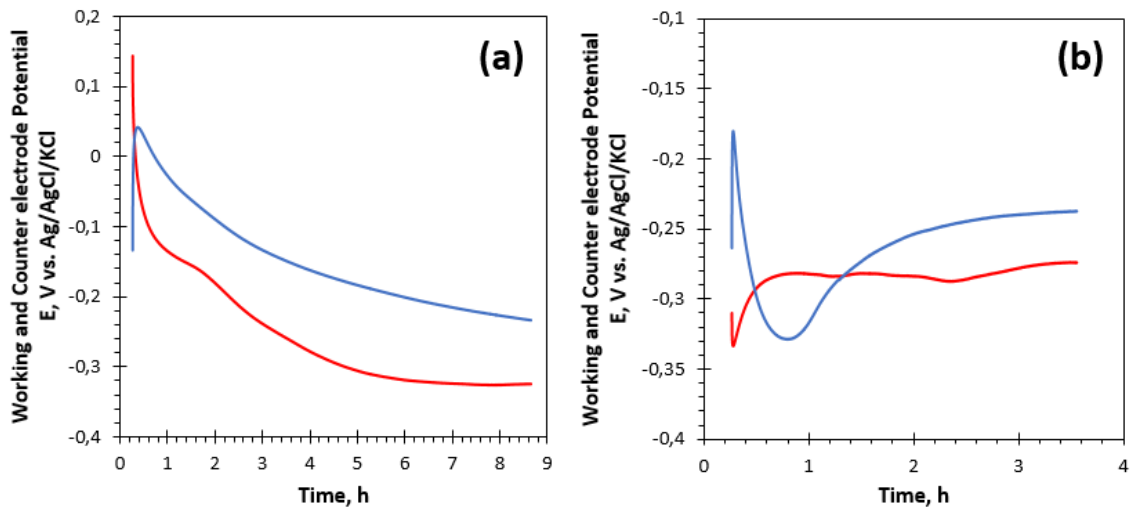 Working and Counter electrode Potential
E, V vs. Ag/AgCl/KCl
0,2
0,1
0
-0,1
-0,2
-0,3
-0,4
0 1 2 3 4 5 6 7 8 9
Time, h
(a)
Working and Counter electrode Potential
E, V vs. Ag/AgCl/KCl
-0,1
-0,15
-0,2
-0,25
-0,3
-0,35
-0,4
0 1 2 3 4
Time, h
(b)